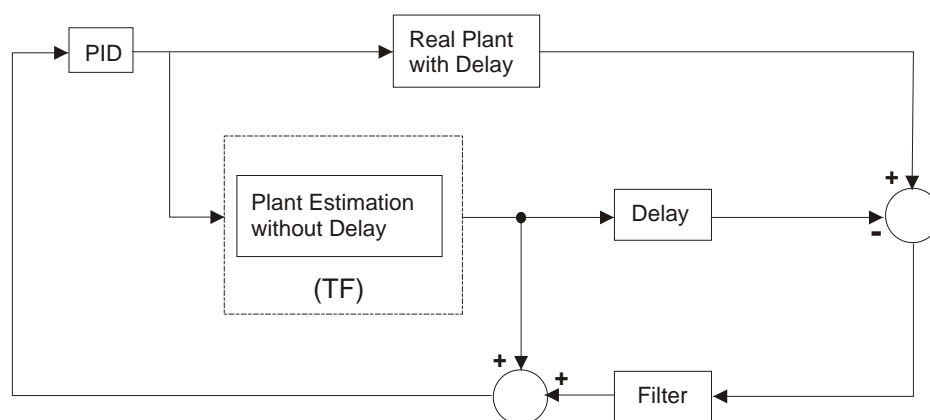 PID
Real Plant
with Delay
Plant Estimation
without Delay
(TF)
Delay
+
-
+
+
Filter